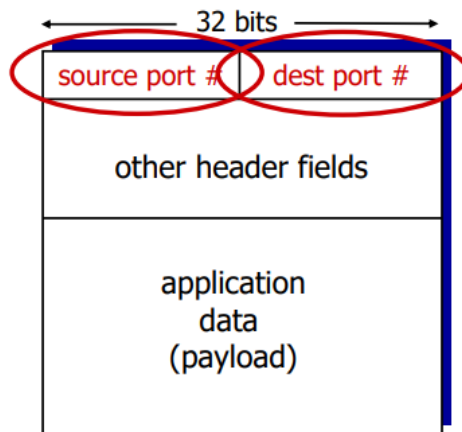 32 bits
source port # dest port #
other header fields
application
data
(payload)